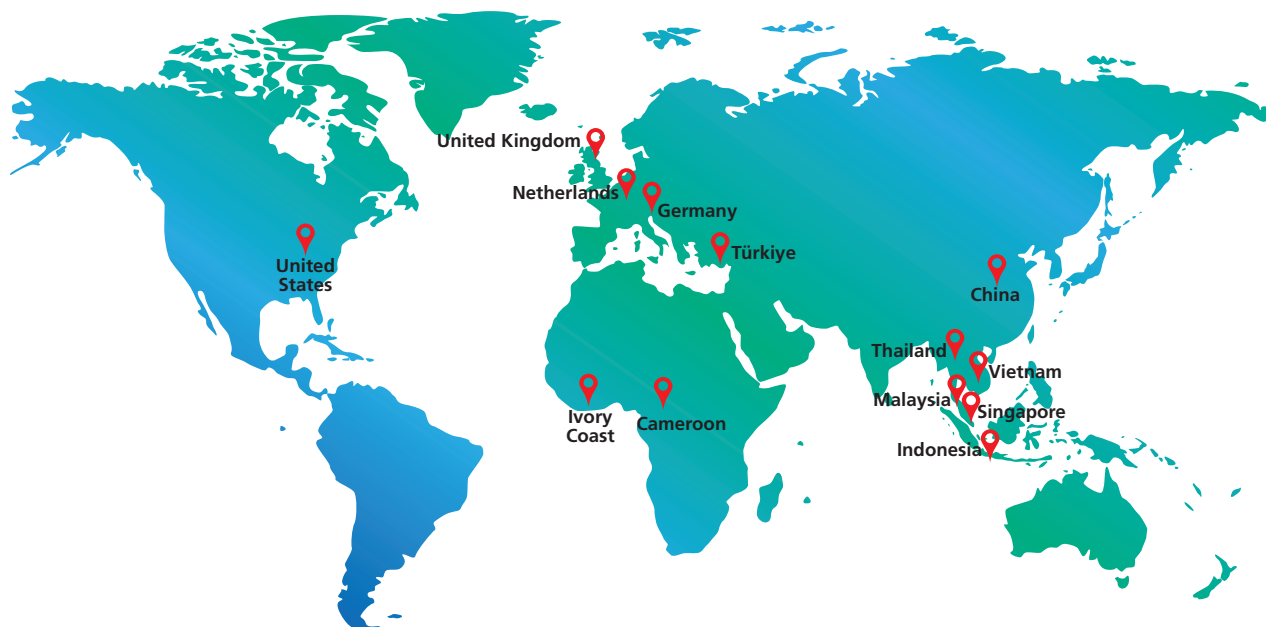 United Kingdom
Netherlands
Germany
United
States
Türkiye
China
Thailand
Vietnam
Malaysia
Singapore
Ivory
Coast
Cameroon
Indonesia